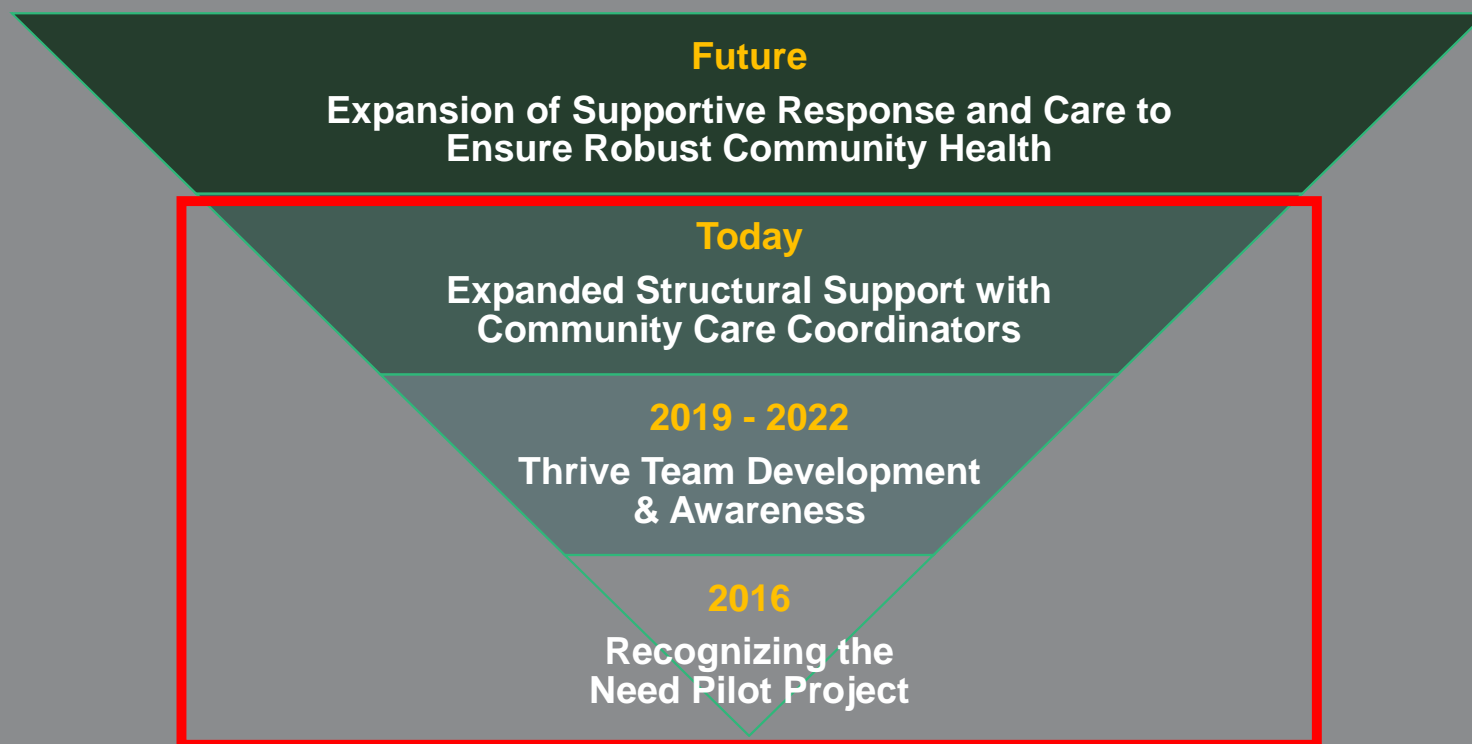 Future
Expansion of Supportive Response and Care to
Ensure Robust Community Health
Today
Expanded Structural Support with
Community Care Coordinators
2019 - 2022
Thrive Team Development
& Awareness
2016
Recognizing the
Need Pilot Project